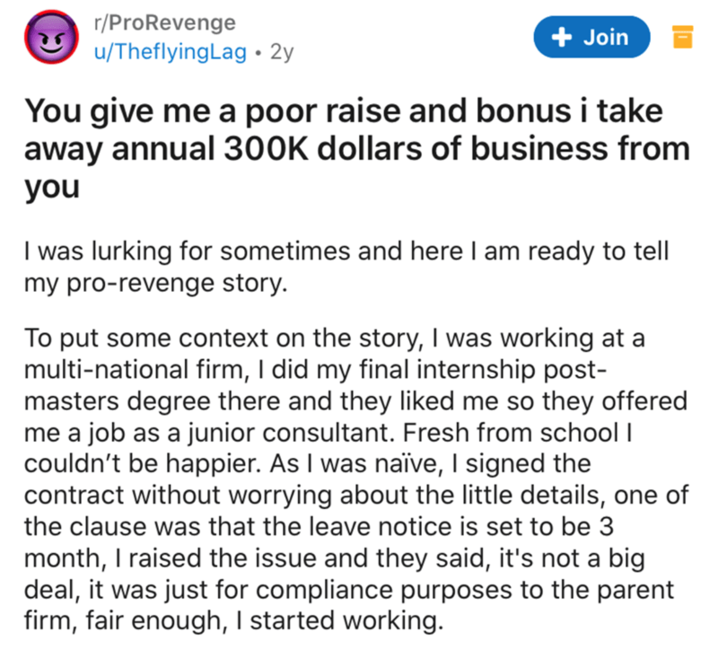 r/ProRevenge
u/TheflyingLag • 2y
+ Join
You give me a poor raise and bonus i take
away annual 300K dollars of business from
you
I was lurking for sometimes and here I am ready to tell
my pro-revenge story.
To put some context on the story, I was working at a
multi-national firm, I did my final internship post-
masters degree there and they liked me so they offered
me a job as a junior consultant. Fresh from school I
couldn't be happier. As I was naïve, I signed the
contract without worrying about the little details, one of
the clause was that the leave notice is set to be 3
month, I raised the issue and they said, it's not a big
deal, it was just for compliance purposes to the parent
firm, fair enough, I started working.